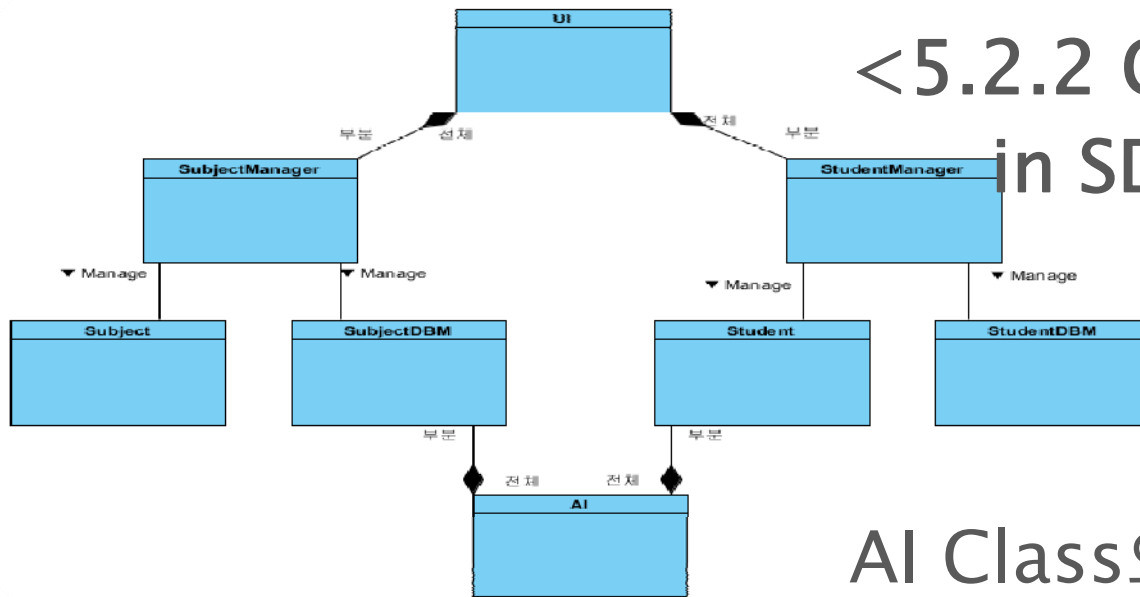 UI
<5.2.2
in
부분
전체
전체
부분
SubjectManager
StudentManager
▼ Manage
▼ Manage
▼ Manage
▼ Manage
Subject
SubjectDBM
Student
StudentDBM
부분
부분
전체
전체
AI
AI Class